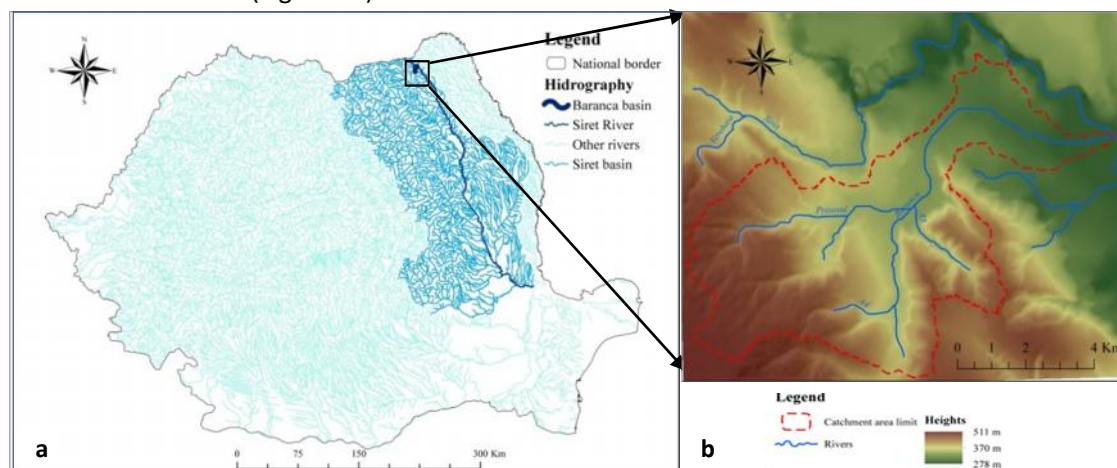 Legend
National border
Hidrography
Baranca basin
Siret River
Other rivers
Siret basin
N
W
E
S
a
0 75 150 300 Km
N
W
E
S
0 1 2 4 Km
b
Legend
Catchment area limit
Rivers
Heights
511 m
370 m
278 m